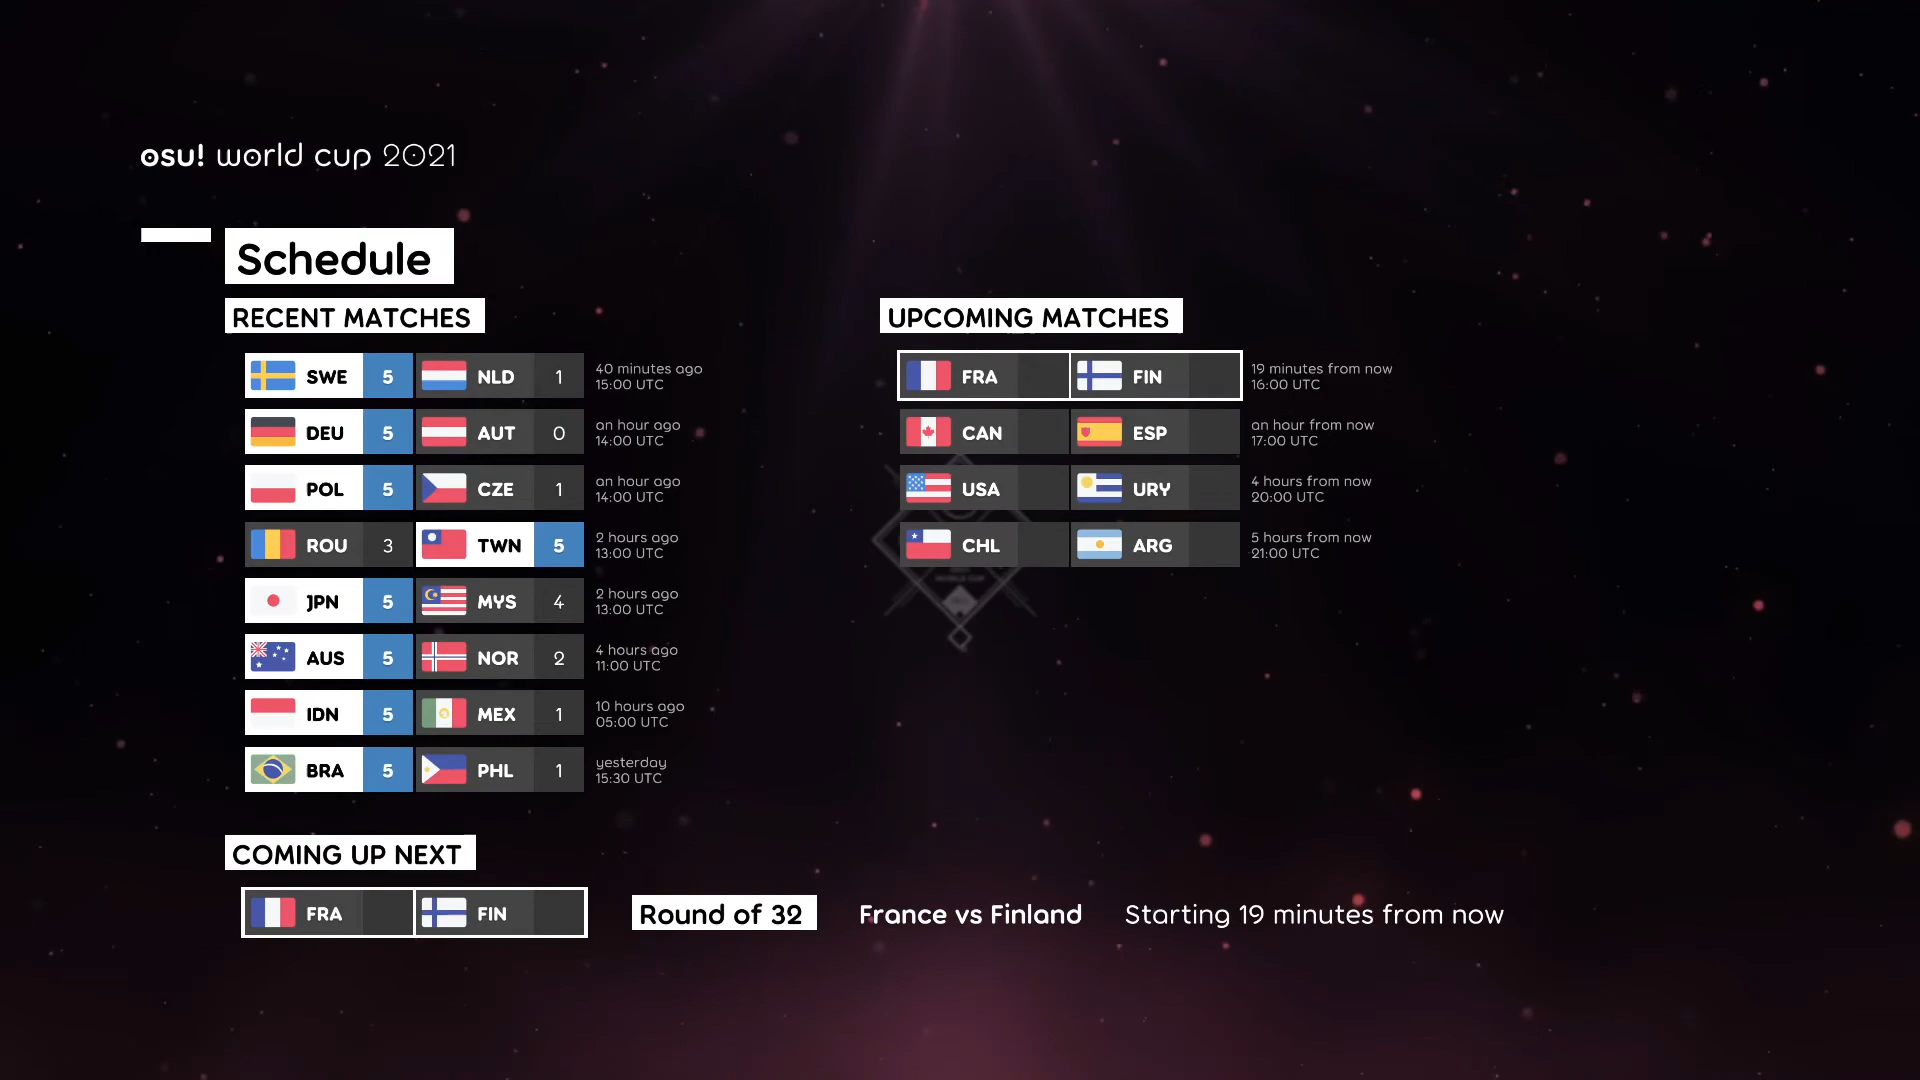 osu! world cup 2021
Schedule
RECENT MATCHES
SWE 5 NLD 1 40 minutes ago
15:00 UTC
DEU 5 AUT 0 an hour ago
14:00 UTC
POL 5 CZE 1 an hour ago
14:00 UTC
ROU 3 TWN 5 2 hours ago
13:00 UTC
JPN 5 MYS 4 2 hours ago
13:00 UTC
AUS 5 NOR 2 4 hours ago
11:00 UTC
IDN 5 MEX 1 10 hours ago
05:00 UTC
BRA 5 PHL 1 yesterday
15:30 UTC
UPCOMING MATCHES
FRA FIN 19 minutes from now
16:00 UTC
CAN ESP an hour from now
17:00 UTC
USA URY 4 hours from now
20:00 UTC
CHL ARG 5 hours from now
21:00 UTC
COMING UP NEXT
FRA FIN Round of 32 France vs Finland Starting 19 minutes from now